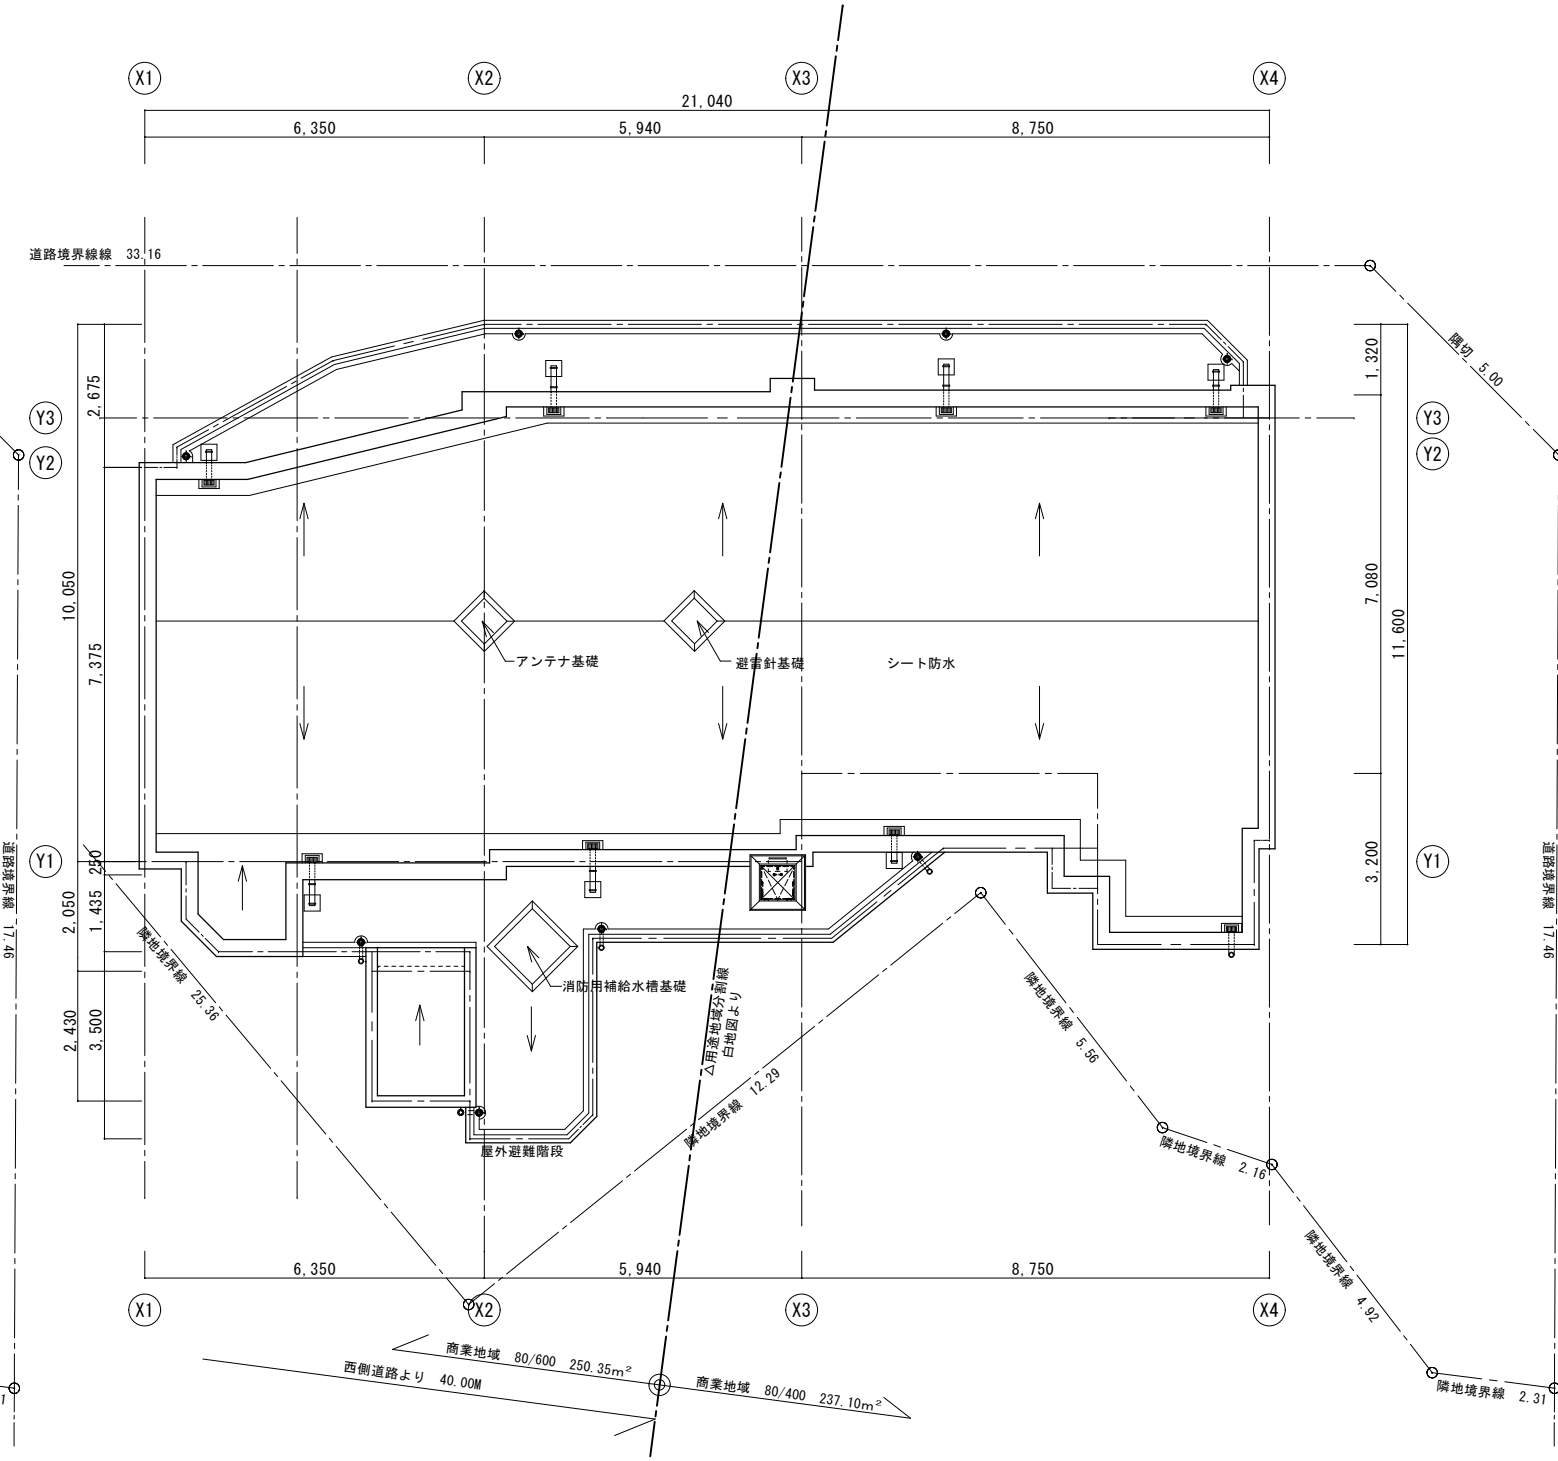 X1
X2
X3
X4
21,040
6,350
5,940
8,750
道路境界線線 33.16
隅切 5.00
2,675
1,320
Y3
Y3
Y2
Y2
10,050
7,375
7,080
11,600
アンテナ基礎
避雷針基礎
シート防水
Y1
Y1
250
1,435
2,050
3,200
道路境界線 17.46
道路境界線 17.46
隣地境界線 25.36
消防用補給水槽基礎
△用途地域分割線
白地図より
隣地境界線 5.56
2,430
3,500
隣地境界線 12.29
屋外避難階段
隣地境界線 2.16
隣地境界線 4.92
6,350
5,940
8,750
X1
X2
X3
X4
商業地域 80/600 250.35m²
西側道路より 40.00M
商業地域 80/400 237.10m²
隣地境界線 2.31